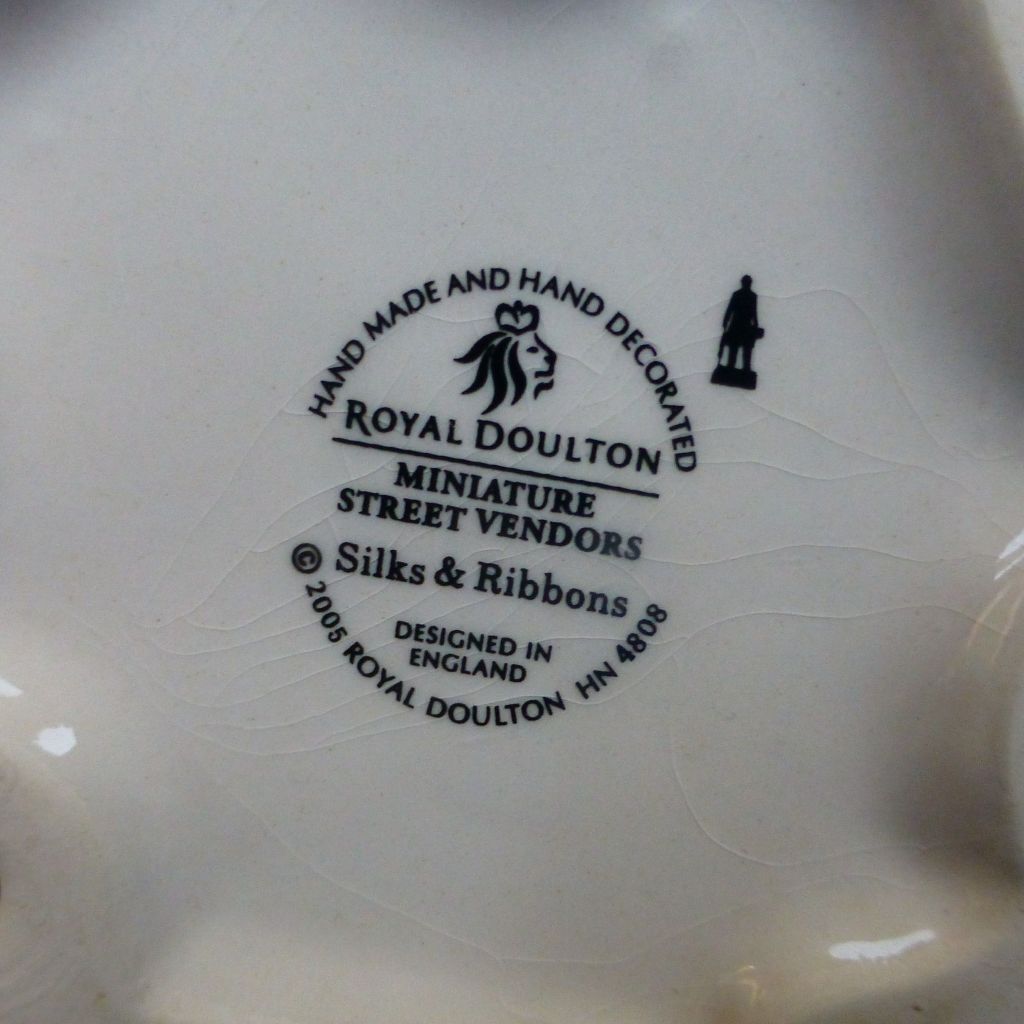 HAND MADE AND HAND DECORATED
ROYAL DOULTON
MINIATURE
STREET VENDORS
Silks & Ribbons
DESIGNED IN
ENGLAND
© 2005 ROYAL DOULTON HN 4808